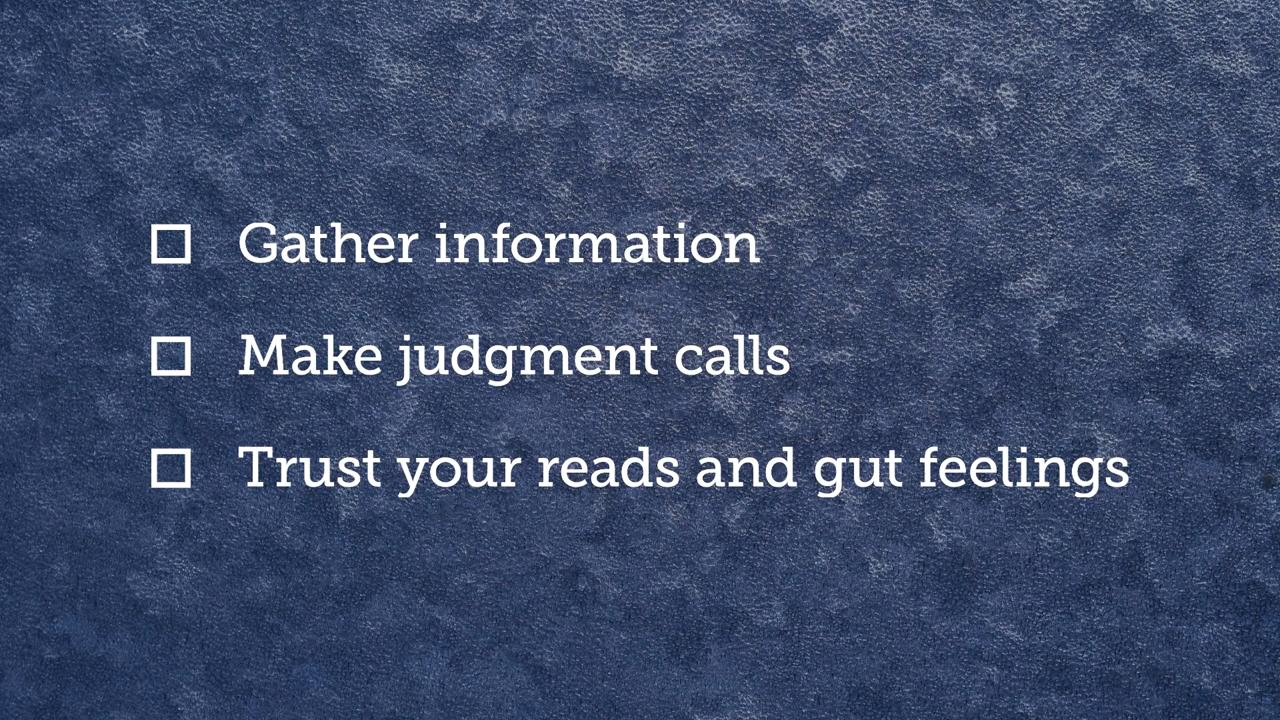 ☐ Gather information
☐ Make judgment calls
☐ Trust your reads and gut feelings